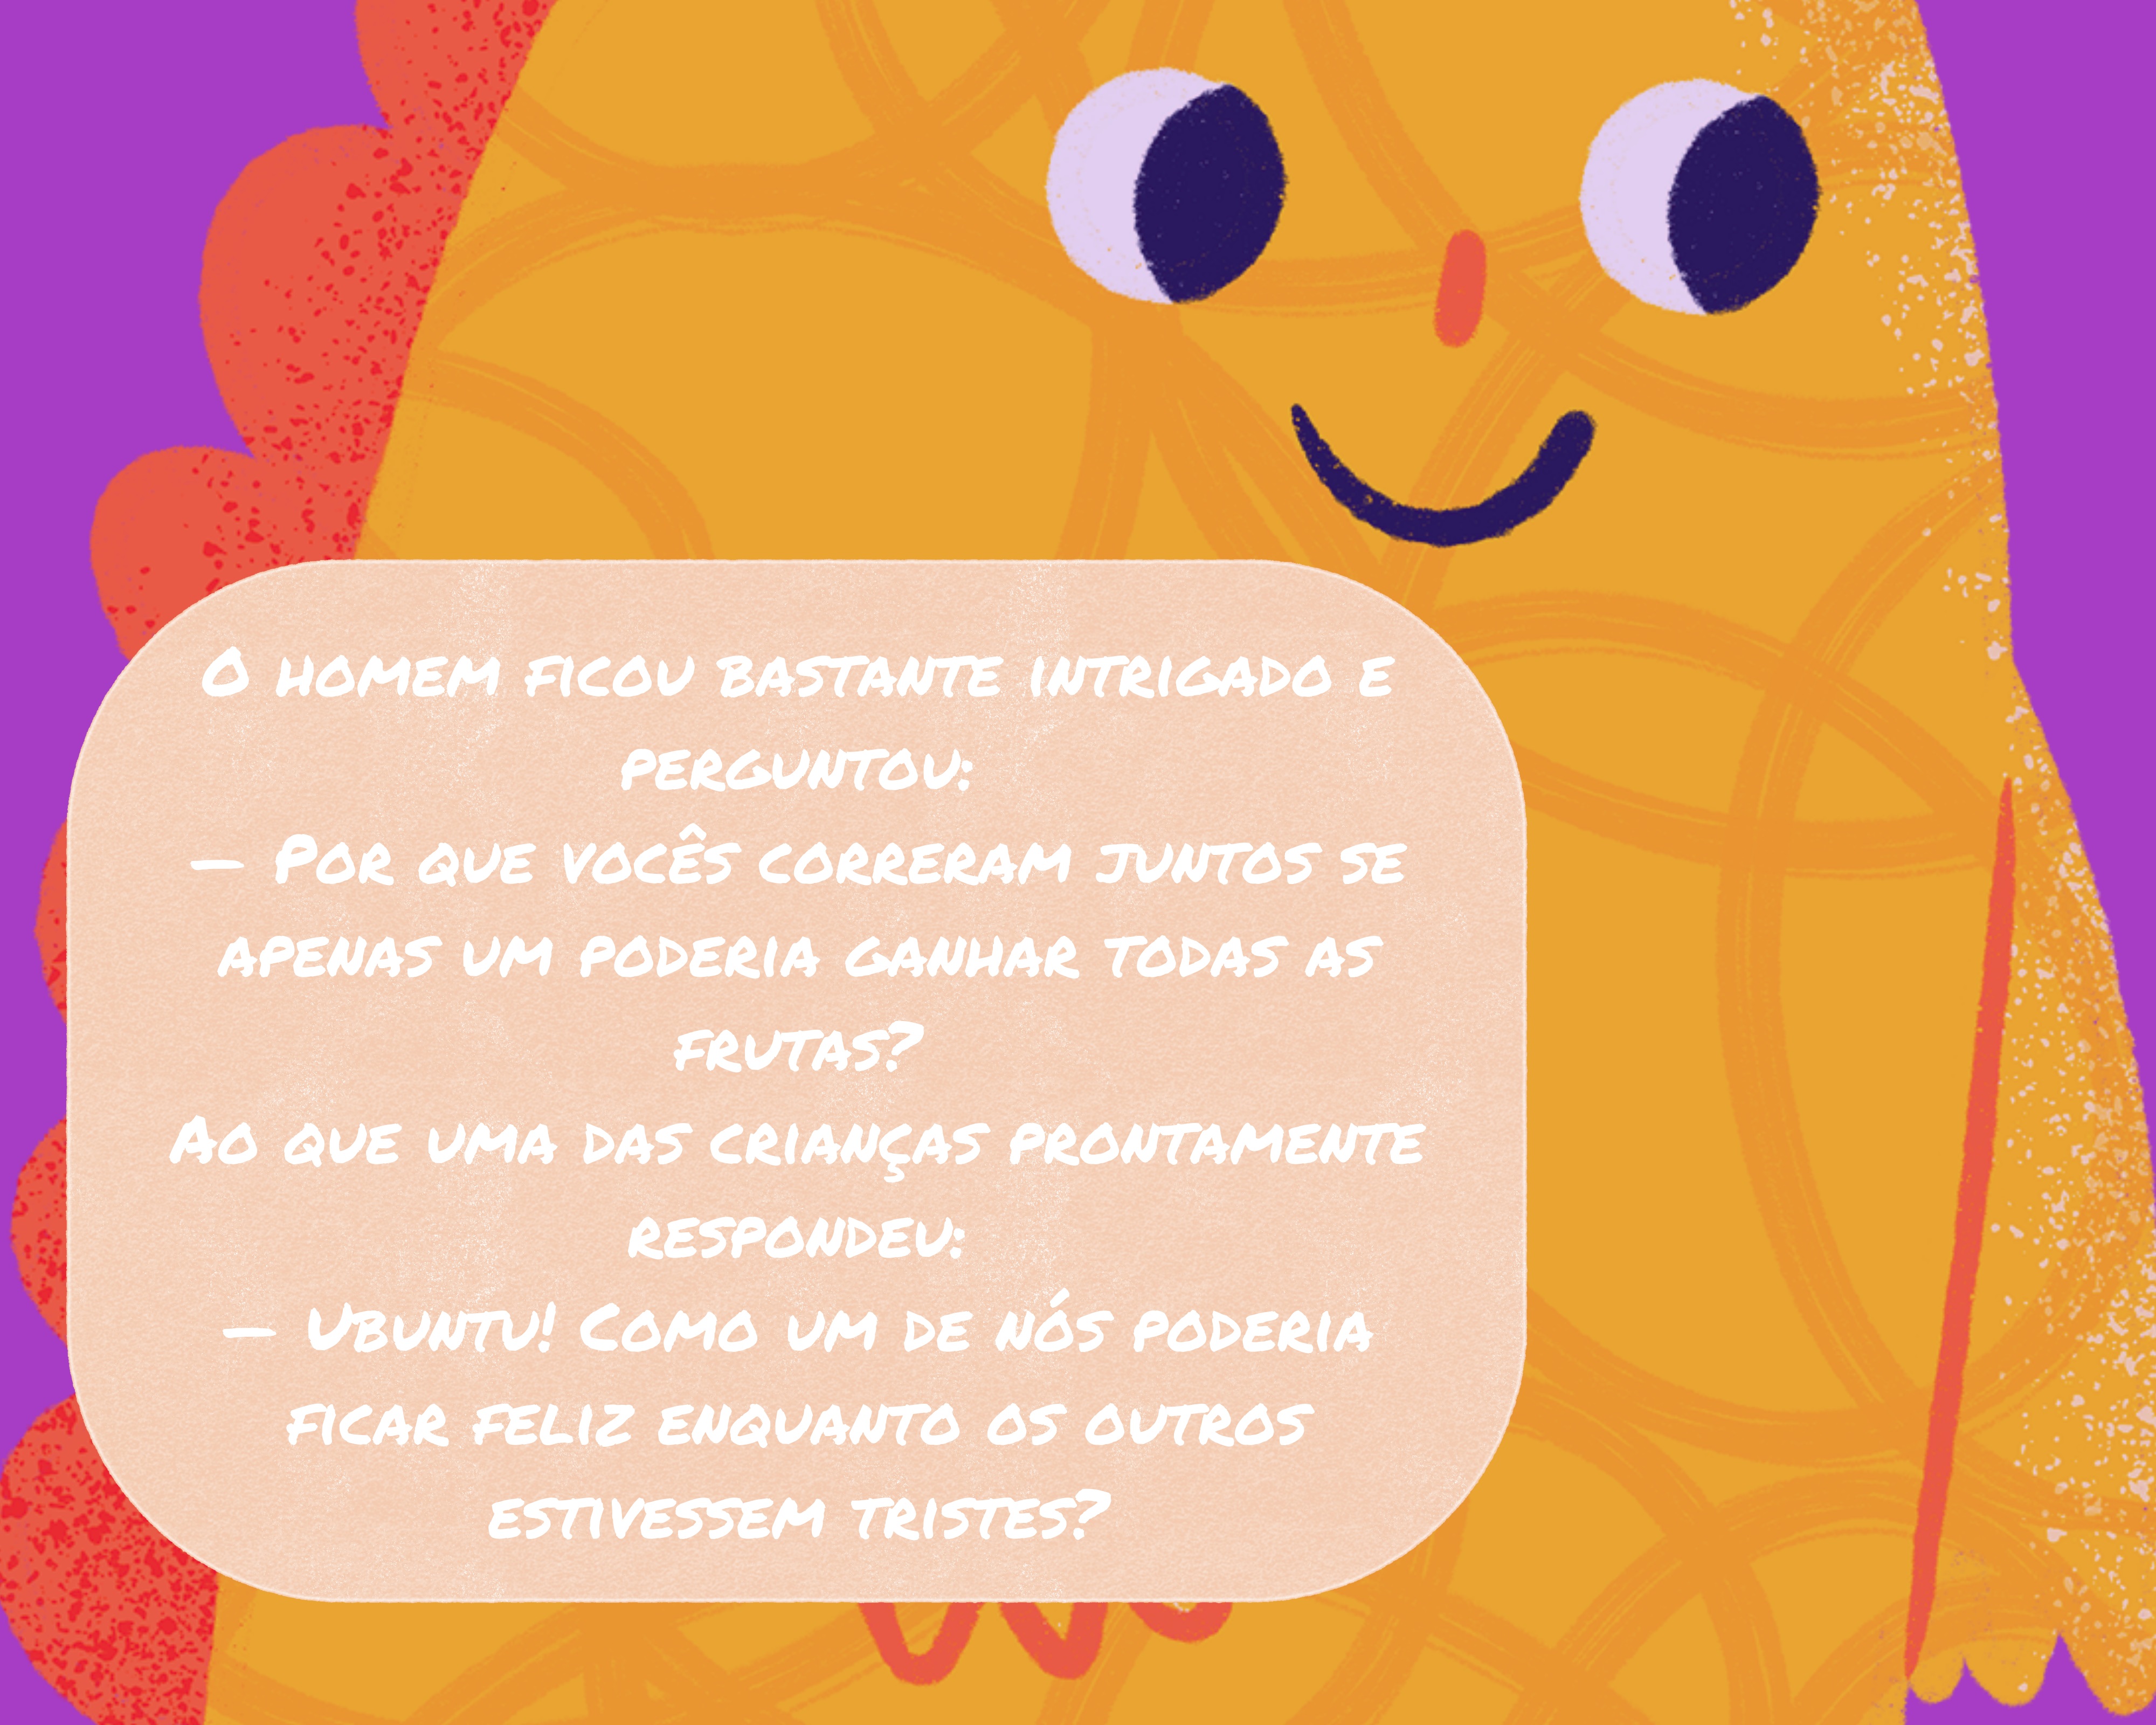 O homem ficou bastante intrigado e
perguntou:
– Por que vocês correram juntos se
apenas um poderia ganhar todas as
frutas?
Ao que uma das crianças prontamente
respondeu:
– Ubuntu! Como um de nós poderia
ficar feliz enquanto os outros
estivessem tristes?